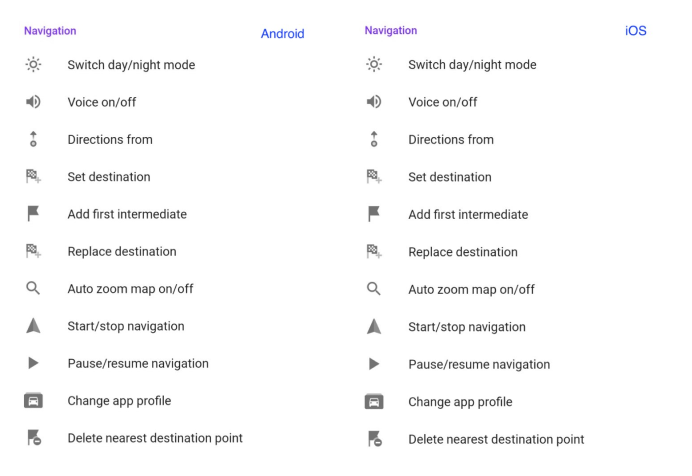 Navigation
Android
Switch day/night mode
Voice on/off
Directions from
Set destination
Add first intermediate
Replace destination
Auto zoom map on/off
Start/stop navigation
Pause/resume navigation
Change app profile
Delete nearest destination point
Navigation
iOS
Switch day/night mode
Voice on/off
Directions from
Set destination
Add first intermediate
Replace destination
Auto zoom map on/off
Start/stop navigation
Pause/resume navigation
Change app profile
Delete nearest destination point